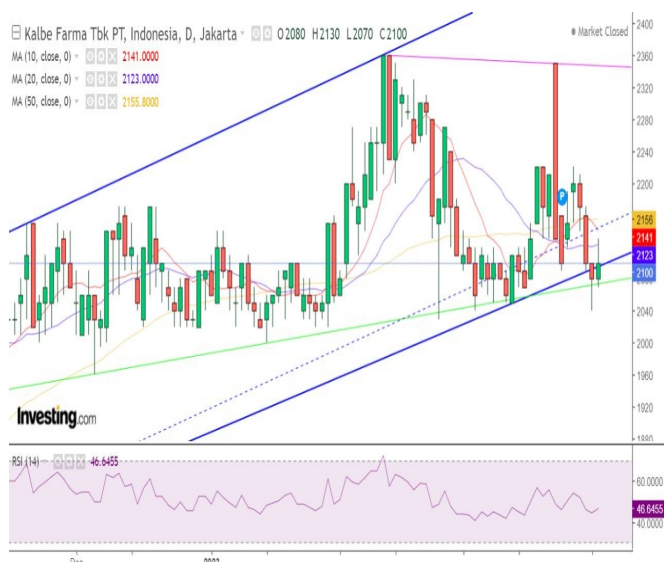 Kalbe Farma Tbk PT, Indonesia, D, Jakarta O2080 H2130 L2070 C2100
Market Closed
MA (10, close, 0) 2141.0000
MA (20, close, 0) 2123.0000
MA (50, close, 0) 2155.8000
2400
2360
2320
2280
2240
2200
2156
2141
2123
2100
2040
2000
1960
1920
1880
P
Investing.com
RSI (14) 46.6455
60.0000
46.6455
40.0000